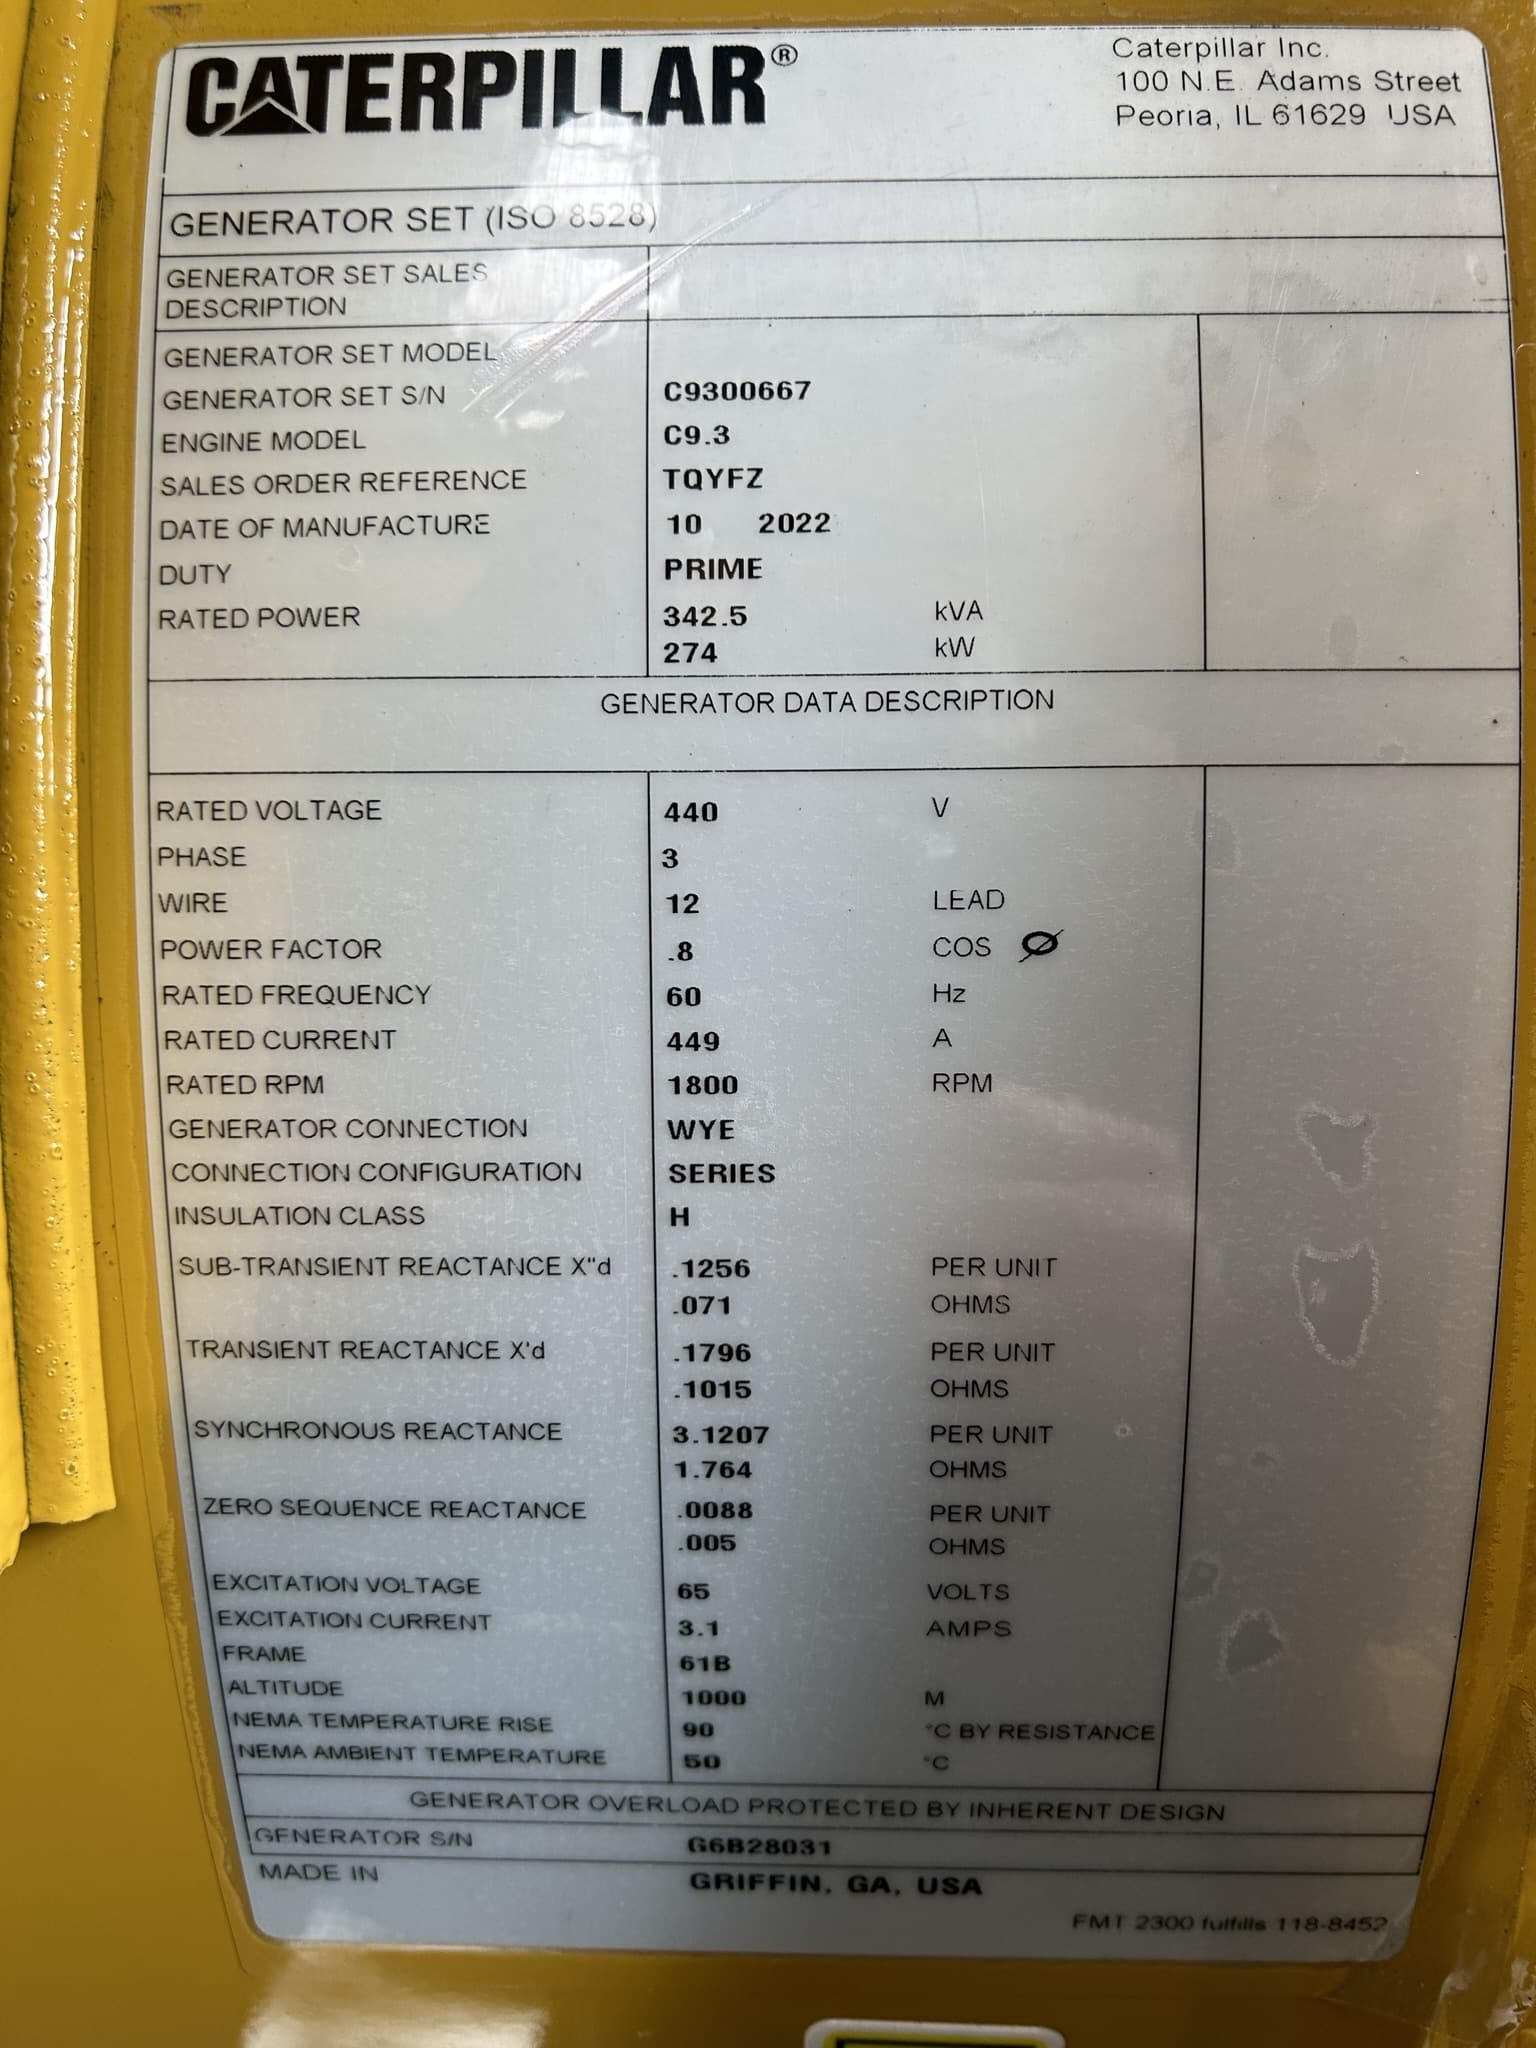 CATERPILLAR®
Caterpillar Inc.
100 N.E. Adams Street
Peoria, IL 61629 USA
GENERATOR SET (ISO 8528)
GENERATOR SET SALES
DESCRIPTION
GENERATOR SET MODEL
GENERATOR SET S/N C9300667
ENGINE MODEL C9.3
SALES ORDER REFERENCE TQYFZ
DATE OF MANUFACTURE 10 2022
DUTY PRIME
RATED POWER 342.5 kVA
274 kW
GENERATOR DATA DESCRIPTION
RATED VOLTAGE 440 V
PHASE 3
WIRE 12 LEAD
POWER FACTOR .8 COS Ø
RATED FREQUENCY 60 Hz
RATED CURRENT 449 A
RATED RPM 1800 RPM
GENERATOR CONNECTION WYE
CONNECTION CONFIGURATION SERIES
INSULATION CLASS H
SUB-TRANSIENT REACTANCE X"d .1256 PER UNIT
.071 OHMS
TRANSIENT REACTANCE X'd .1796 PER UNIT
.1015 OHMS
SYNCHRONOUS REACTANCE 3.1207 PER UNIT
1.764 OHMS
ZERO SEQUENCE REACTANCE .0088 PER UNIT
.005 OHMS
EXCITATION VOLTAGE 65 VOLTS
EXCITATION CURRENT 3.1 AMPS
FRAME 61B
ALTITUDE 1000 M
NEMA TEMPERATURE RISE 90 °C BY RESISTANCE
NEMA AMBIENT TEMPERATURE 50 °C
GENERATOR OVERLOAD PROTECTED BY INHERENT DESIGN
GENERATOR S/N G6B28031
MADE IN GRIFFIN, GA, USA
FMT 2300 fulfills 118-8452